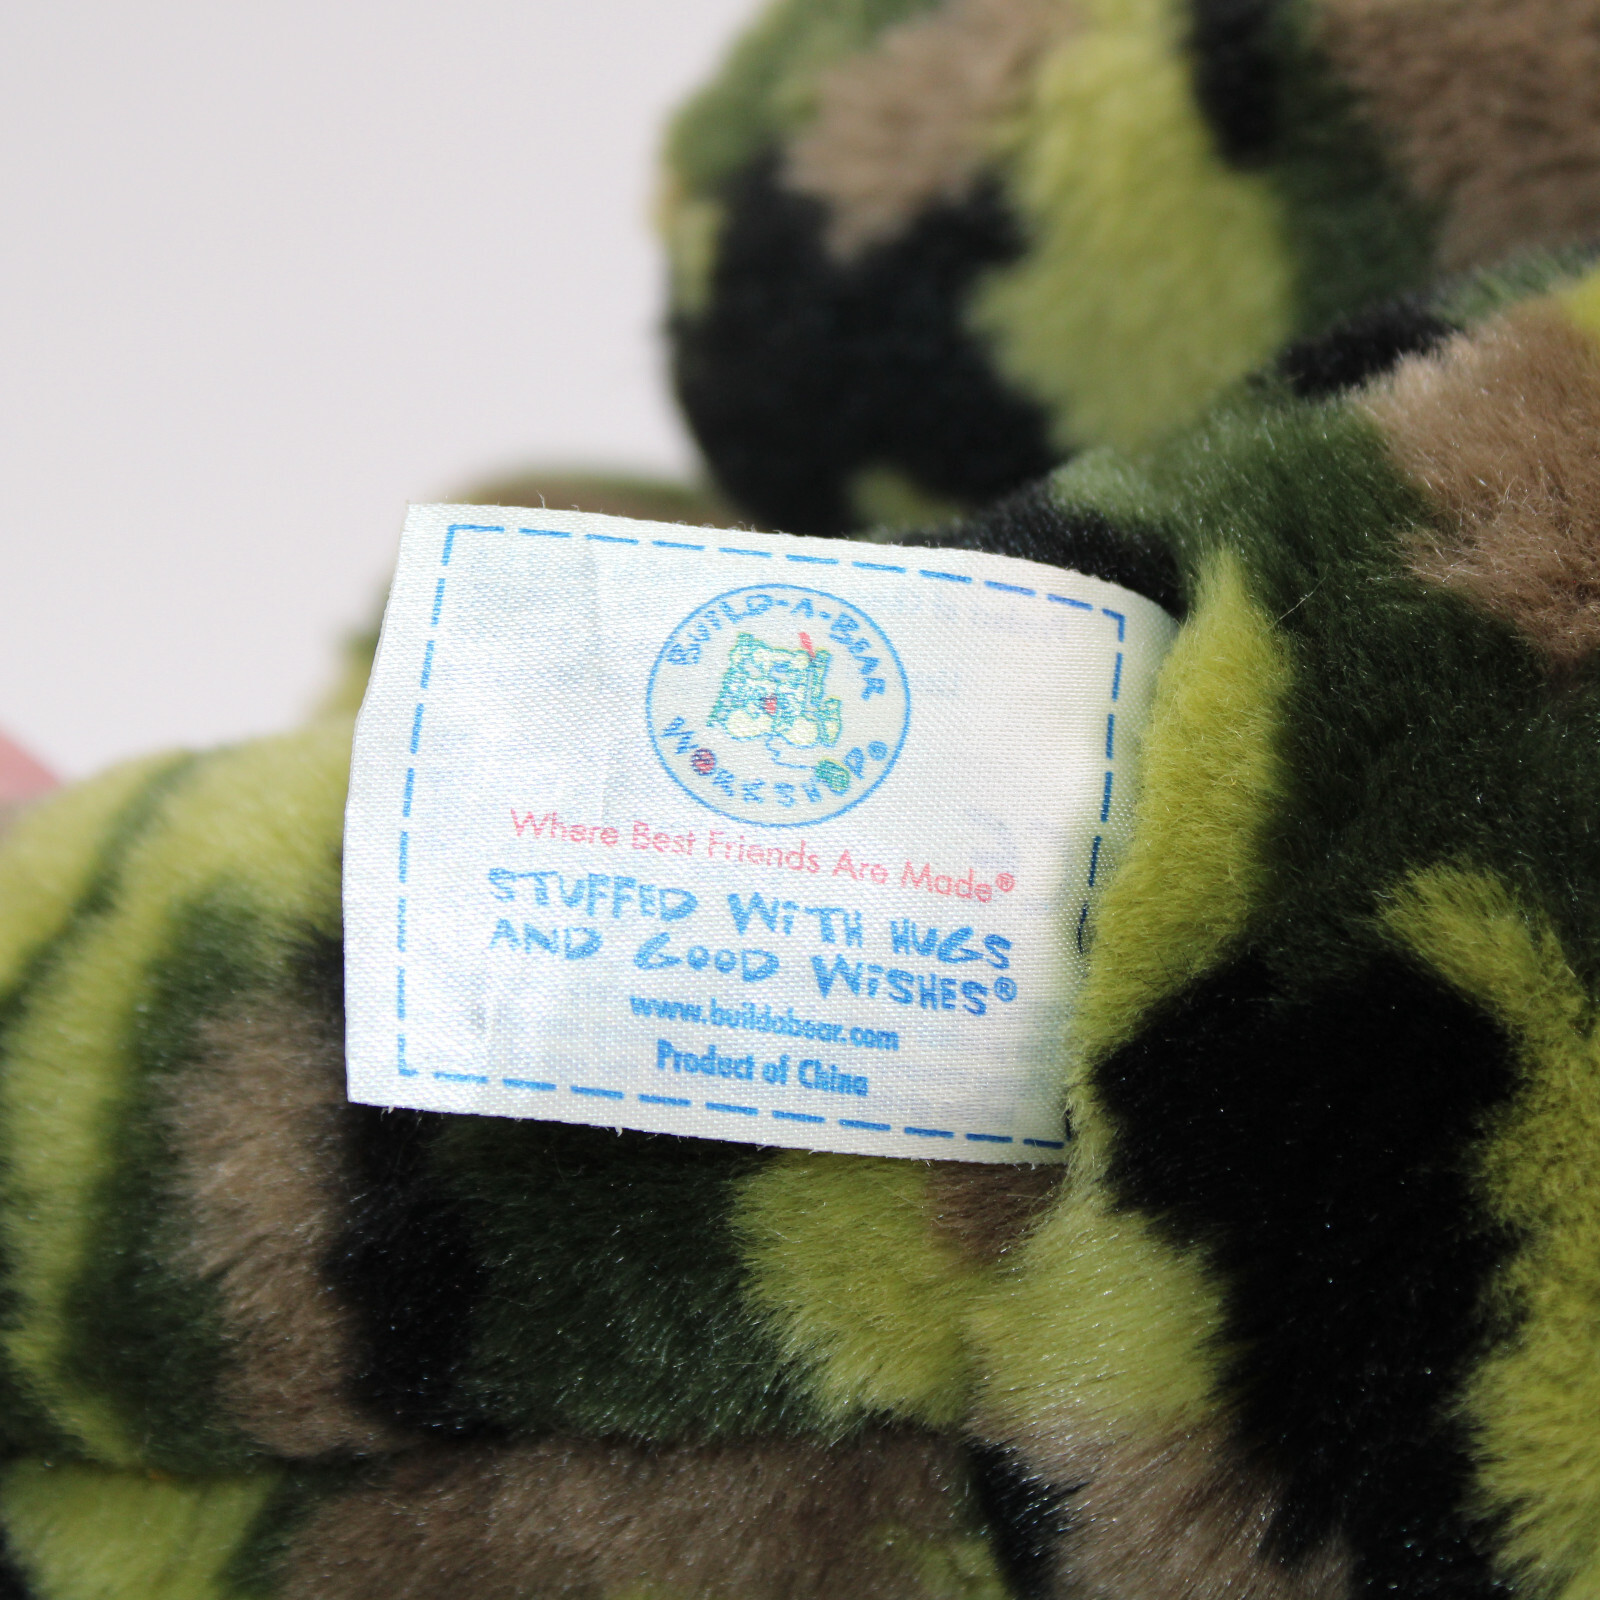 BUILD-A-BEAR
WORKSHOP®
Where Best Friends Are Made®
STUFFED WITH HUGS
AND GOOD WISHES®
www.buildabear.com
Product of China